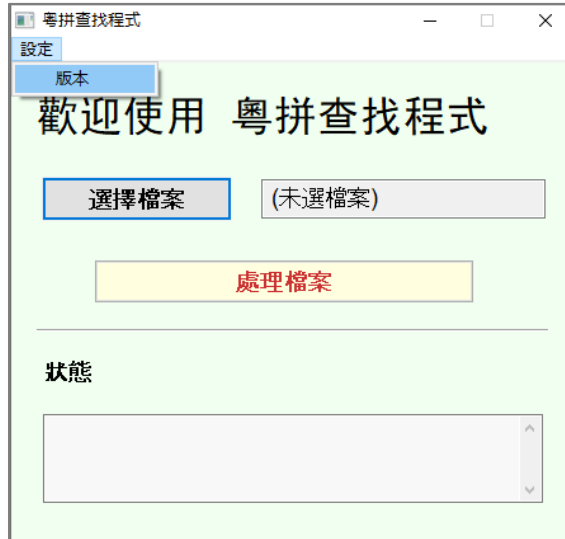 粵拼查找程式
設定
版本
歡迎使用 粵拼查找程式
選擇檔案 (未選檔案)
處理檔案
狀態